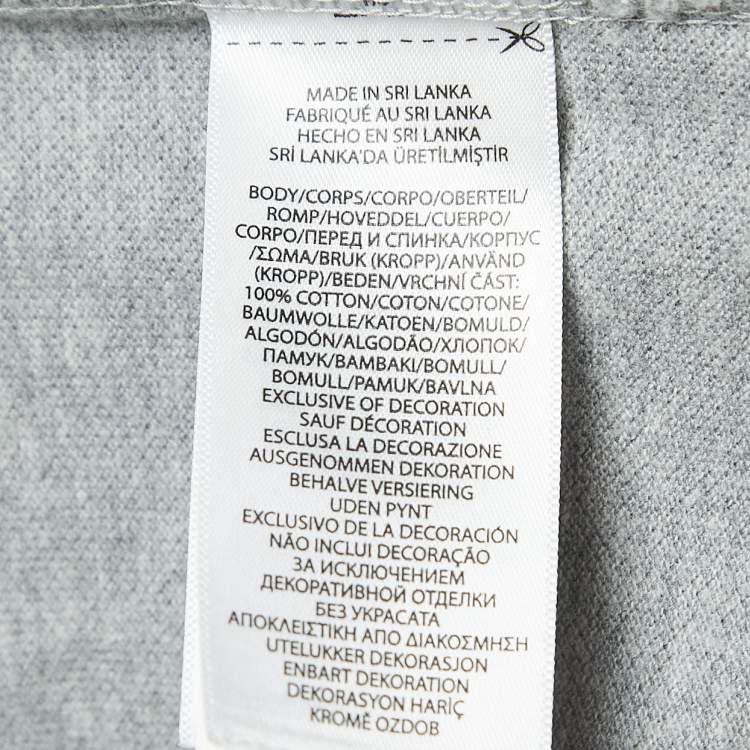 MADE IN SRI LANKA
FABRIQUÉ AU SRI LANKA
HECHO EN SRI LANKA
SRİ LANKA'DA ÜRETİLMİŞTİR
BODY/CORPS/CORPO/OBERTEIL/
ROMP/HOVEDDEL/CUERPO/
CORPO/ПЕРЕД И СПИНКА/КОРПУС
/ΣΩΜΑ/BRUK (KROPP)/ANVÄND
(KROPP)/BEDEN/VRCHNÍ ČÁST:
100% COTTON/COTON/COTONE/
BAUMWOLLE/KATOEN/BOMULD/
ALGODÓN/ALGODÃO/ХЛОПОК/
ПАМУК/ΒΑΜΒΑΚΙ/BOMULL/
BOMULL/PAMUK/BAVLNA
EXCLUSIVE OF DECORATION
SAUF DÉCORATION
ESCLUSA LA DECORAZIONE
AUSGENOMMEN DEKORATION
BEHALVE VERSIERING
UDEN PYNT
EXCLUSIVO DE LA DECORACIÓN
NÃO INCLUI DECORAÇÃO
ЗА ИСКЛЮЧЕНИЕМ
ДЕКОРАТИВНОЙ ОТДЕЛКИ
БЕЗ УКРАСАТА
ΑΠΟΚΛΕΙΣΤΙΚΗ ΑΠΟ ΔΙΑΚΟΣΜΗΣΗ
UTELUKKER DEKORASJON
ENBART DEKORATION
DEKORASYON HARİÇ
KROMĚ OZDOB